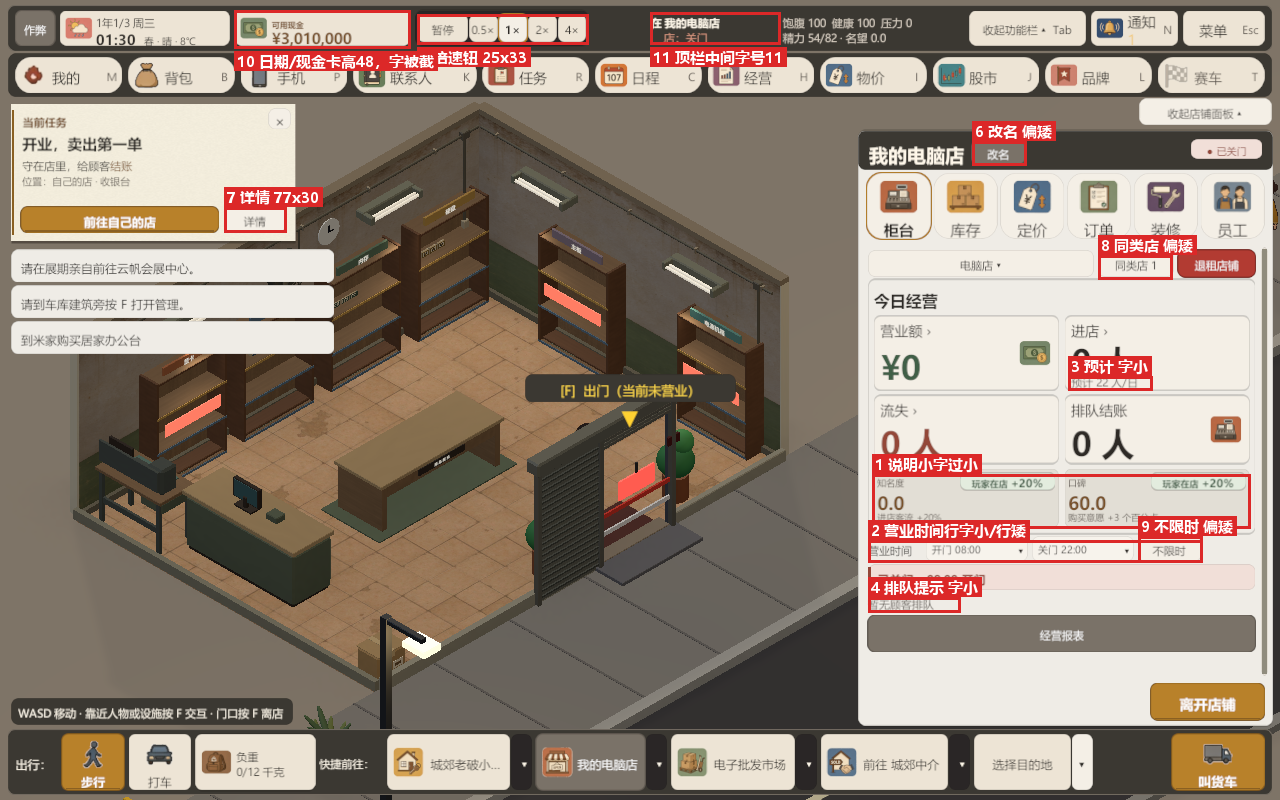 作弊
1年1/3 周三
01:30 春 · 晴 · 8°C
可用现金
¥3,010,000
暂停 0.5× 1× 2× 4×
在 我的电脑店
店：关门
饱腹 100 健康 100 压力 0
精力 54/82 · 名望 0.0
收起功能栏 Tab
通知 N
1
菜单 Esc
10 日期/现金卡高48，字被截
倍速钮 25x33
11 顶栏中间字号11
我的 M
背包 B
手机 P
联系人 K
任务 R
107 日程 C
经营 H
物价 I
股市 J
品牌 L
赛车 T
收起店铺面板
当前任务
×
开业，卖出第一单
守在店里，给顾客结账
位置：自己的店 · 收银台
7 详情 77x30
前往自己的店
详情
请在展期亲自前往云帆会展中心。
请到车库建筑旁按 F 打开管理。
到米家购买居家办公台
[F] 出门（当前未营业）
6 改名 偏矮
我的电脑店
改名
已关门
柜台 库存 定价 订单 装修 员工
8 同类店 偏矮
电脑店
同类店 1
退租店铺
今日经营
营业额 ›
¥0
进店 ›
0 人
3 预计 字小
预计 22 人/日
流失 ›
0 人
排队结账
0 人
1 说明小字过小
知名度
玩家在店 +20%
0.0
进店客流 +20%
口碑
玩家在店 +20%
60.0
购买意愿 +3 个百分点
2 营业时间行字小/行矮
9 不限时 偏矮
营业时间
开门 08:00
关门 22:00
不限时
4 排队提示 字小
暂无顾客排队
经营报表
离开店铺
WASD 移动 · 靠近人物或设施按 F 交互 · 门口按 F 离店
出行：
步行
打车
负重
0/12 千克
快捷前往：
城郊老破小...
我的电脑店
电子批发市场
前往 城郊中介
选择目的地
叫货车